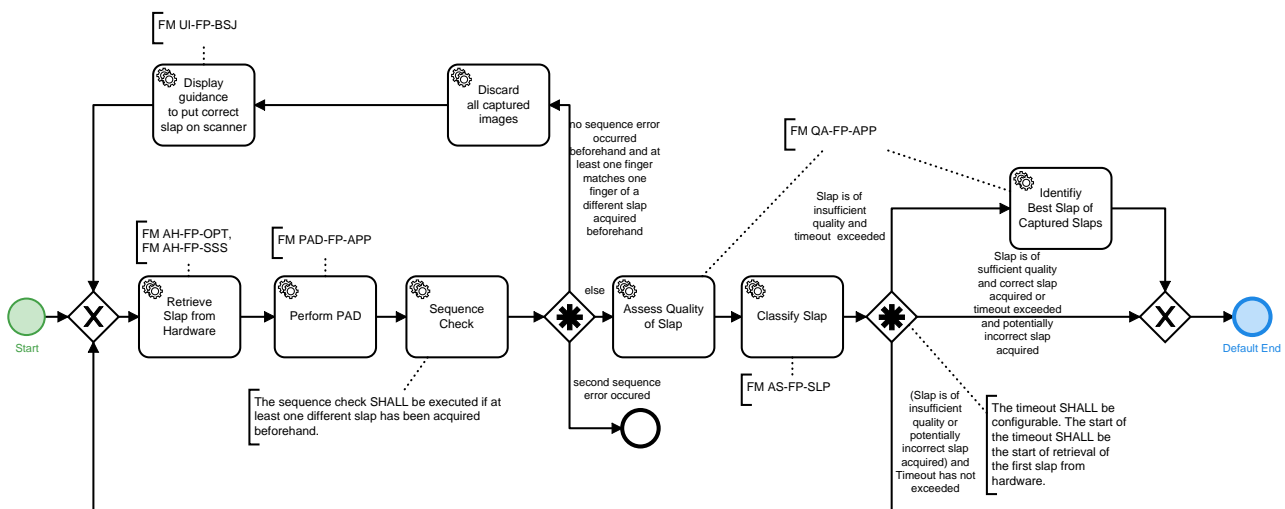 FM UI-FP-BSJ
Display
guidance
to put correct
slap on scanner
Discard
all captured
images
no sequence error
occurred
beforehand and at
least one finger
matches one
finger of a
different slap
acquired
beforehand
FM QA-FP-APP
Slap is of
insufficient
quality and
timeout  exceeded
Identifiy
Best Slap of
Captured Slaps
FM AH-FP-OPT,
FM AH-FP-SSS
FM PAD-FP-APP
Start
Retrieve
Slap from
Hardware
Perform PAD
Sequence
Check
else
Assess Quality
of Slap
Classify Slap
Slap is of
sufficient quality
and correct slap
acquired or
timeout exceeded
and potentially
incorrect slap
acquired
Default End
The sequence check SHALL be executed if at
least one different slap has been acquired
beforehand.
second sequence
error occured
FM AS-FP-SLP
(Slap is of
insufficient
quality or
potentially
incorrect slap
acquired) and
Timeout has not
exceeded
The timeout SHALL be
configurable. The start of
the timeout SHALL be
the start of retrieval of
the first slap from
hardware.